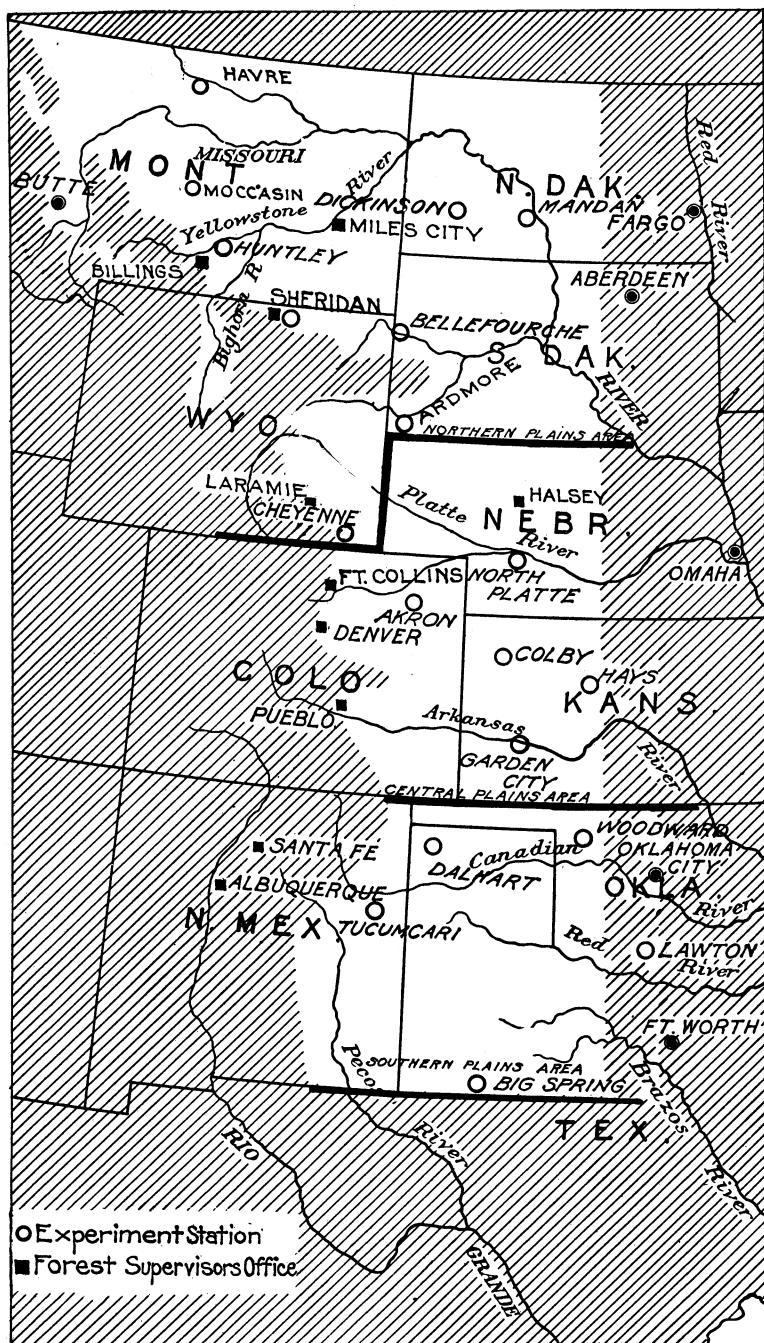 HAVRE
MISSOURI
MONT.
MOCCASIN
BUTTE
Yellowstone
River
DICKINSON
N. DAK.
MANDAN
FARGO
Red
River
MILES CITY
HUNTLEY
BILLINGS
Bighorn R.
SHERIDAN
ABERDEEN
BELLEFOURCHE
S. DAK.
RIVER
ARDMORE
WYO
NORTHERN PLAINS AREA
LARAMIE
CHEYENNE
Platte
River
HALSEY
NEBR.
OMAHA
FT. COLLINS
NORTH
PLATTE
AKRON
DENVER
COLBY
HAYS
COLO
KANS.
PUEBLO
Arkansas
River
GARDEN
CITY
CENTRAL PLAINS AREA
SANTA FÉ
ALBUQUERQUE
N. MEX.
TUCUMCARI
DALHART
Canadian
River
WOODWARD
OKLAHOMA
CITY
OKLA.
Red
River
LAWTON
FT. WORTH
SOUTHERN PLAINS AREA
BIG SPRING
Pecos
River
Brazos
River
TEX.
RIO
GRANDE
Experiment Station
Forest Supervisors Office